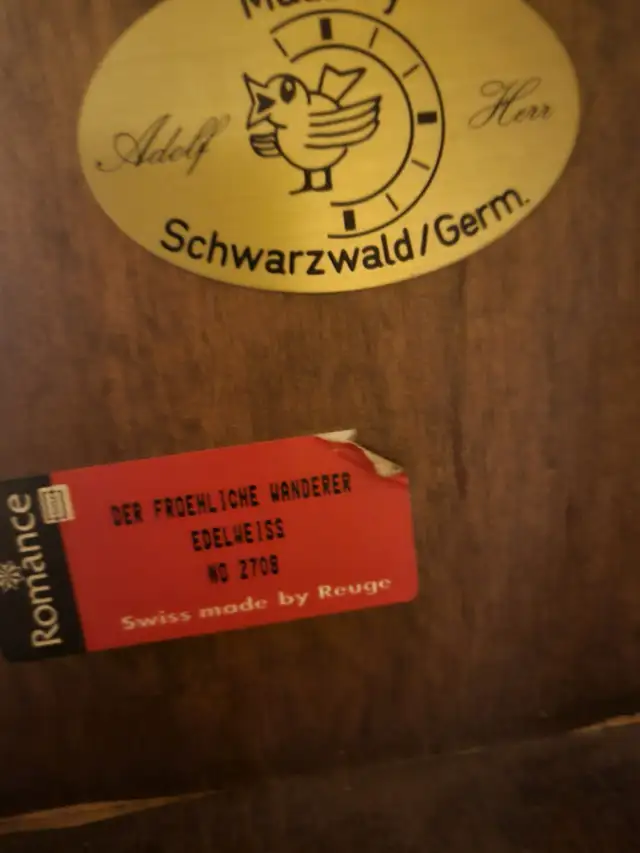 Adolf Herr
Schwarzwald/Germ.
Romance
DER FROEHLICHE WANDERER
EDELWEISS
NO 2708
Swiss made by Reuge